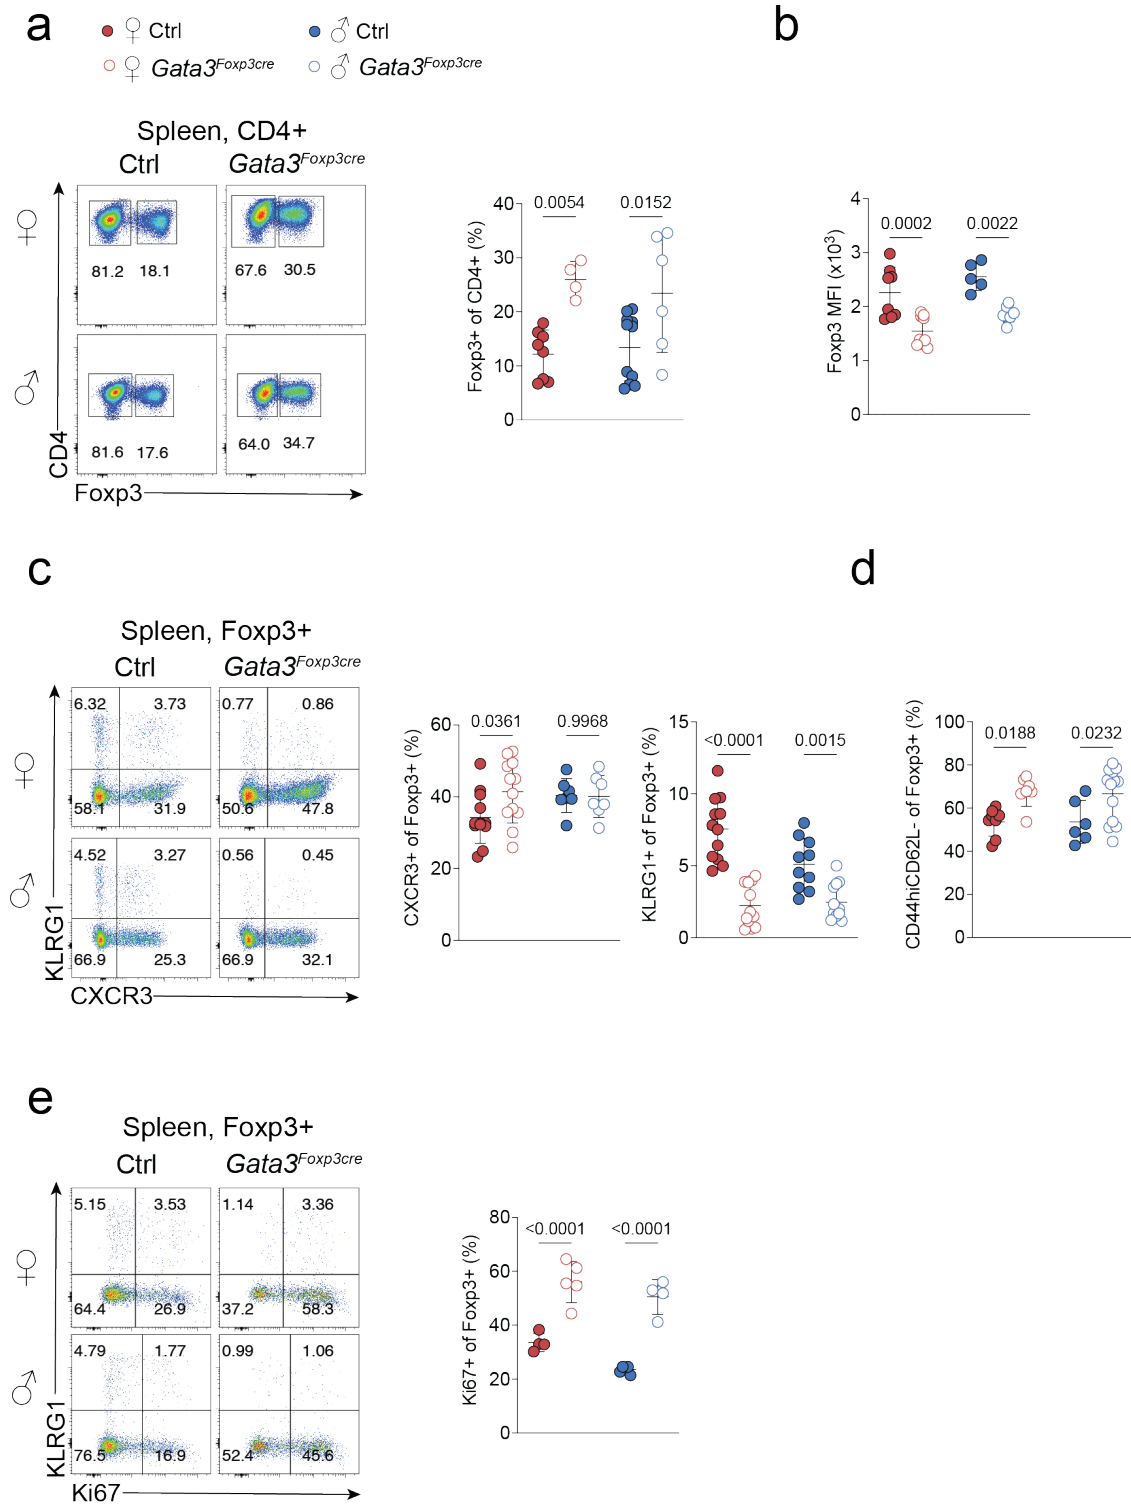 a
♀ Ctrl
♂ Ctrl
b
♀ Gata3Foxp3cre
♂ Gata3Foxp3cre
Spleen, CD4+
Ctrl
Gata3Foxp3cre
♀
81.2 18.1
67.6 30.5
♂
81.6 17.6
64.0 34.7
CD4
Foxp3
Foxp3+ of CD4+ (%)
0.0054
0.0152
40
30
20
10
0
Foxp3 MFI (x10³)
0.0002
0.0022
4
3
2
1
0
c
Spleen, Foxp3+
Ctrl
Gata3Foxp3cre
♀
6.32 3.73
0.77 0.86
58.1 31.9
50.6 47.8
♂
4.52 3.27
0.56 0.45
66.9 25.3
66.9 32.1
KLRG1
CXCR3
CXCR3+ of Foxp3+ (%)
0.0361
0.9968
60
40
20
0
KLRG1+ of Foxp3+ (%)
<0.0001
0.0015
15
10
5
0
d
CD44hiCD62L- of Foxp3+ (%)
0.0188
0.0232
100
80
60
40
20
0
e
Spleen, Foxp3+
Ctrl
Gata3Foxp3cre
♀
5.15 3.53
1.14 3.36
64.4 26.9
37.2 58.3
♂
4.79 1.77
0.99 1.06
76.5 16.9
52.4 45.6
KLRG1
Ki67
Ki67+ of Foxp3+ (%)
<0.0001
<0.0001
80
60
40
20
0